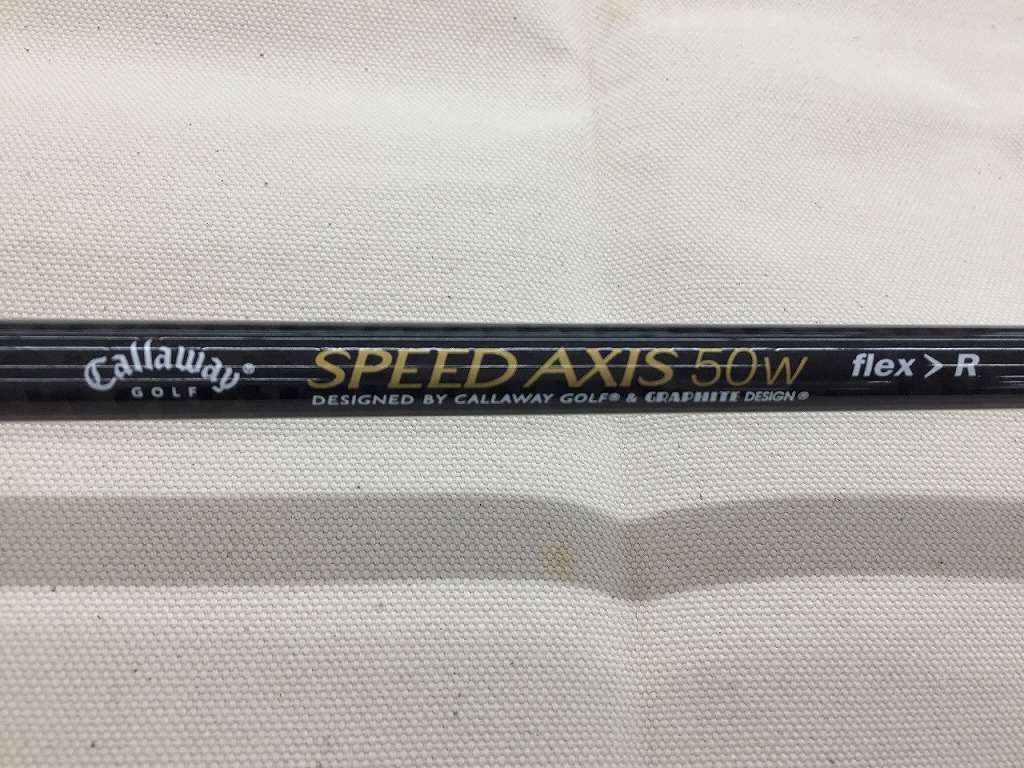 Callaway®
GOLF
SPEED AXIS 50w
DESIGNED BY CALLAWAY GOLF® & GRAPHITE DESIGN®
flex > R